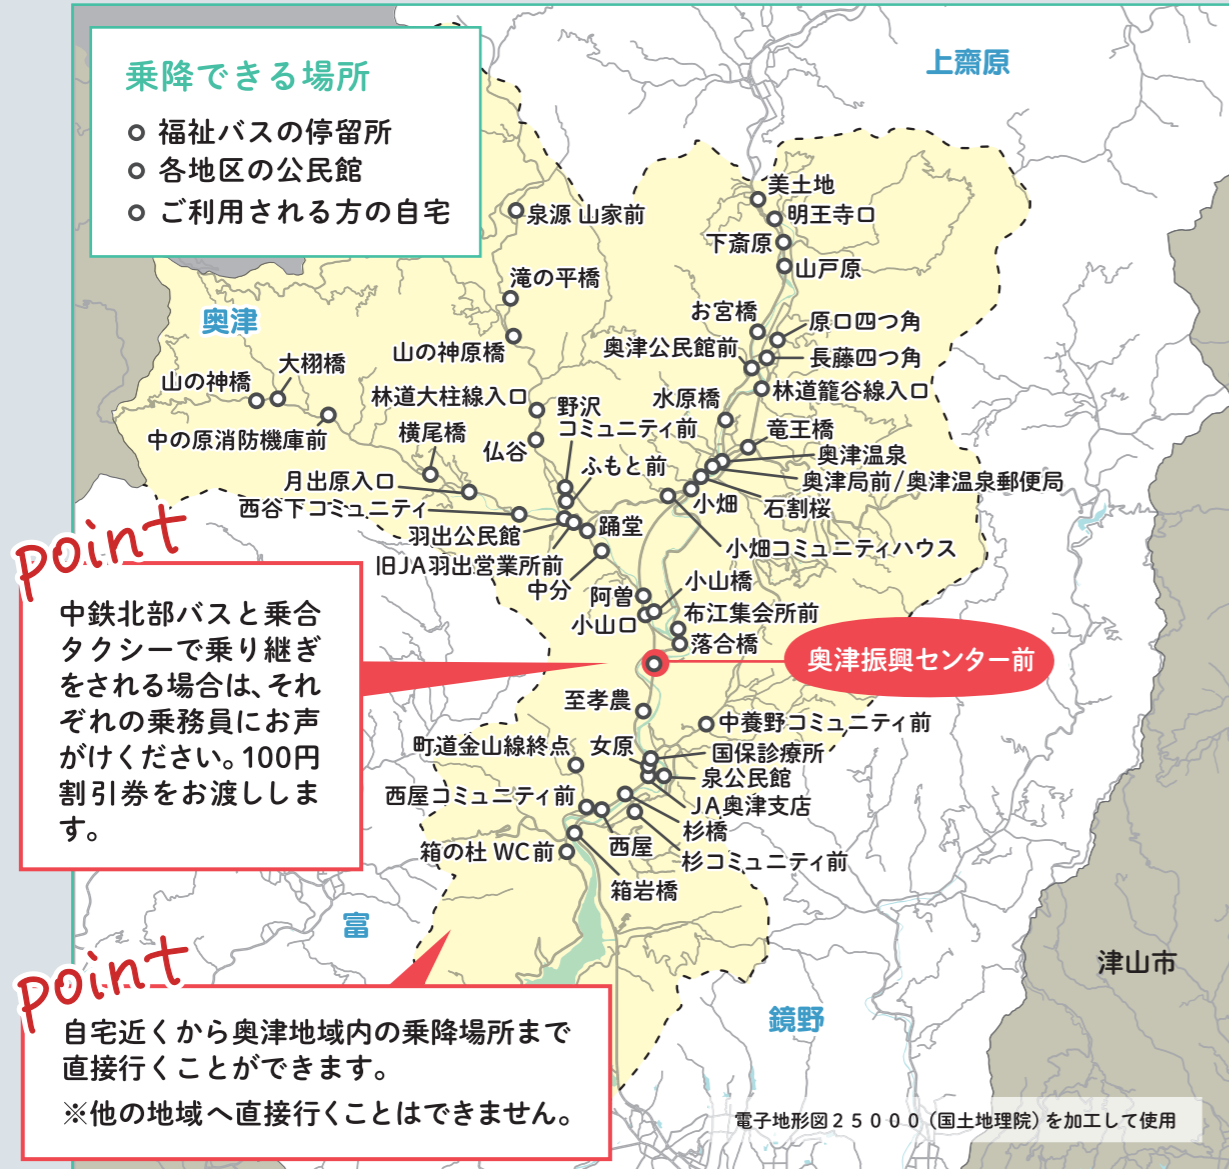 乗降できる場所
福祉バスの停留所
各地区の公民館
ご利用される方の自宅
上齋原
美土地
明王寺口
下斎原
山戸原
泉源 山家前
滝の平橋
奥津
山の神原橋
お宮橋
原口四つ角
奥津公民館前
長藤四つ角
林道籠谷線入口
大栩橋
山の神橋
中の原消防機庫前
林道大柱線入口
野沢
コミュニティ前
水原橋
竜王橋
横尾橋
仏谷
ふもと前
奥津温泉
奥津局前/奥津温泉郵便局
月出原入口
西谷下コミュニティ
小畑
石割桜
羽出公民館
踊堂
小畑コミュニティハウス
旧JA羽出営業所前
中分
阿曽
小山橋
小山口
布江集会所前
落合橋
奥津振興センター前
point
中鉄北部バスと乗合
タクシーで乗り継ぎ
をされる場合は、それ
ぞれの乗務員にお声
がけください。100円
割引券をお渡ししま
す。
至孝農
中養野コミュニティ前
町道金山線終点
女原
国保診療所
泉公民館
西屋コミュニティ前
JA奥津支店
杉橋
箱の杜 WC前
西屋
杉コミュニティ前
箱岩橋
富
津山市
鏡野
point
自宅近くから奥津地域内の乗降場所まで
直接行くことができます。
※他の地域へ直接行くことはできません。
電子地形図25000（国土地理院）を加工して使用